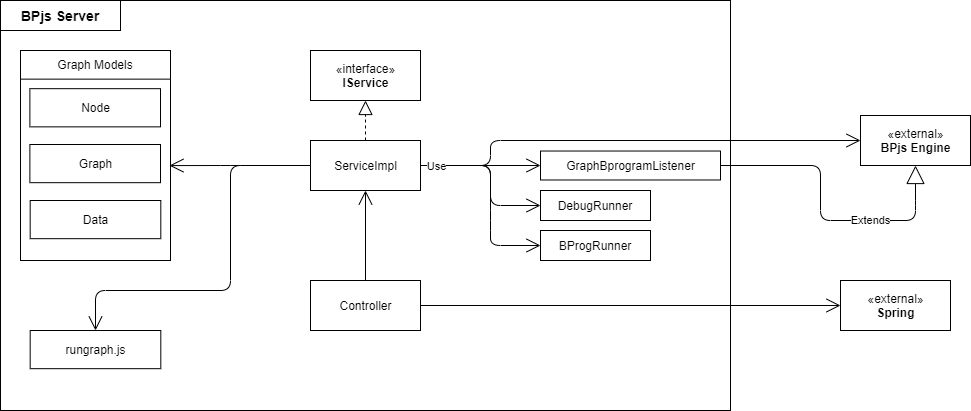 BPjs Server
Graph Models
Node
Graph
Data
rungraph.js
«interface»
IService
ServiceImpl
Use
Controller
GraphBprogramListener
DebugRunner
BProgRunner
Extends
«external»
BPjs Engine
«external»
Spring